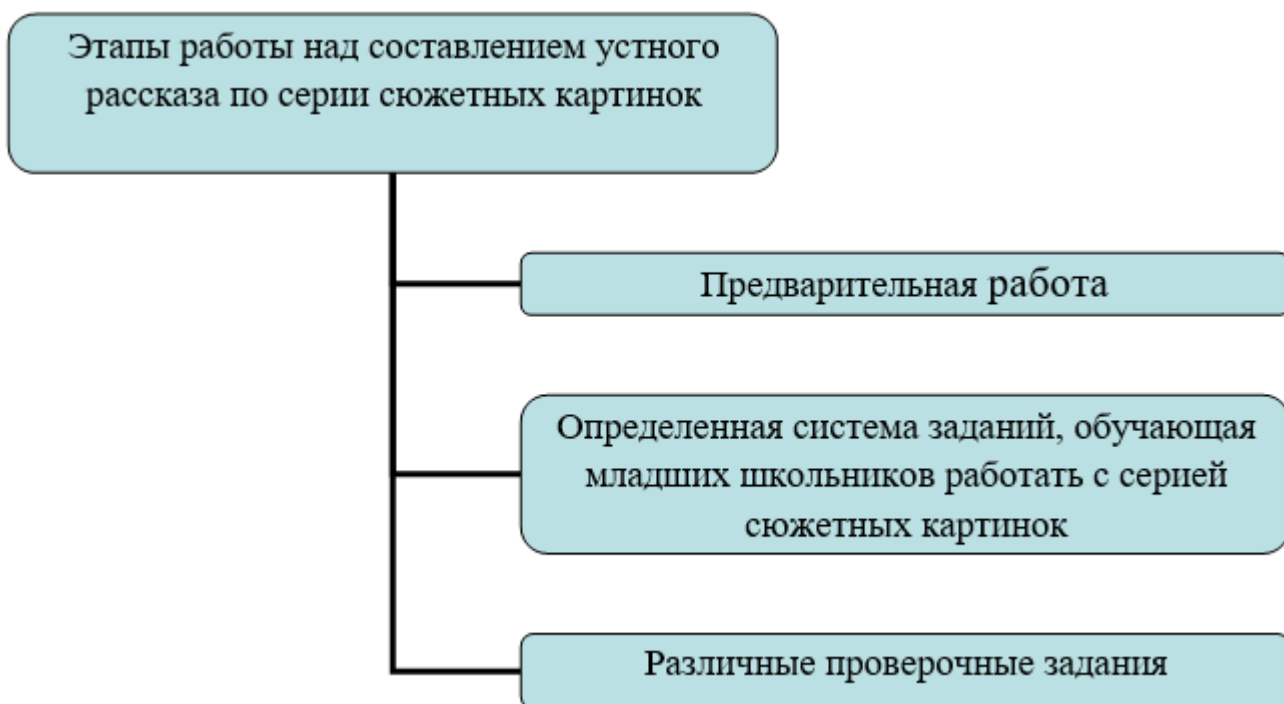 Этапы работы над составлением устного
рассказа по серии сюжетных картинок
Предварительная работа
Определенная система заданий, обучающая
младших школьников работать с серией
сюжетных картинок
Различные проверочные задания